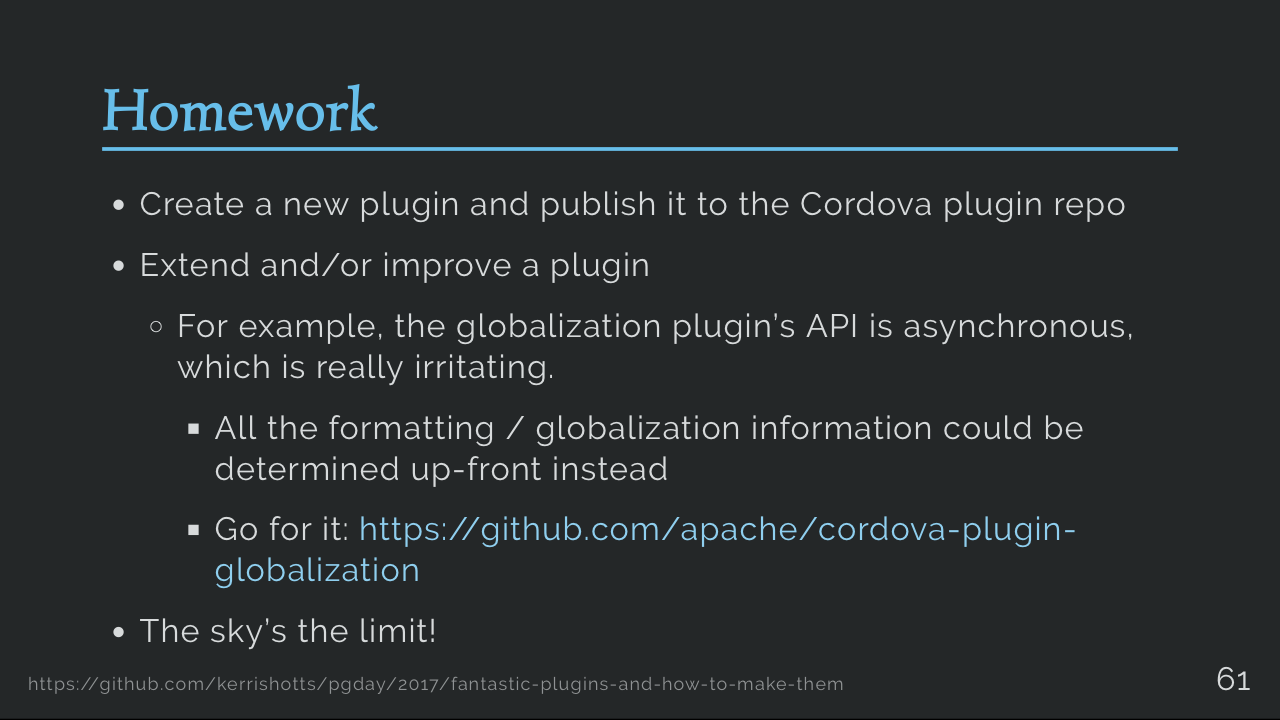 Homework
• Create a new plugin and publish it to the Cordova plugin repo
• Extend and/or improve a plugin
○ For example, the globalization plugin’s API is asynchronous,
which is really irritating.
▪ All the formatting / globalization information could be
determined up-front instead
▪ Go for it: https://github.com/apache/cordova-plugin-
globalization
• The sky’s the limit!
https://github.com/kerrishotts/pgday/2017/fantastic-plugins-and-how-to-make-them
61